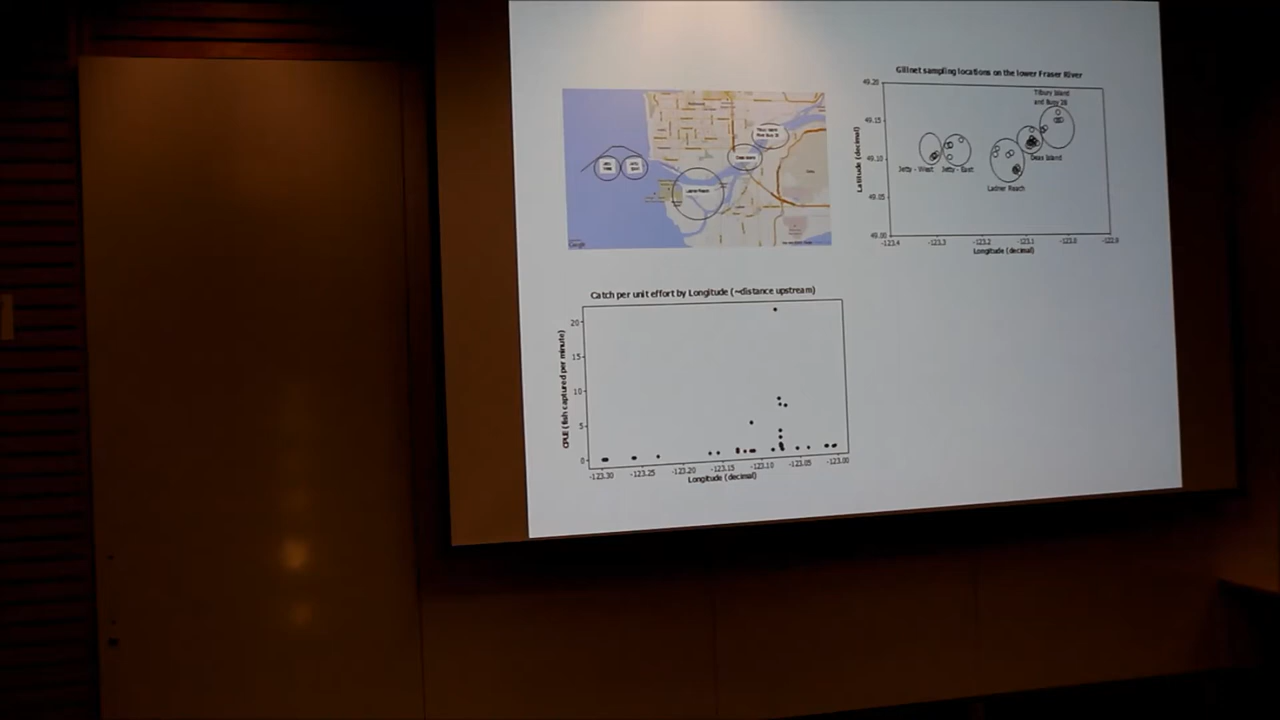 Gillnet sampling locations on the lower Fraser River
Tilbury Island
and Buoy 28
49.20
49.15
49.10
49.05
49.00
Latitude (decimal)
Jetty - West
Jetty - East
Ladner Reach
Deas Island
-123.4
-123.3
-123.2
-123.1
-123.0
-122.9
Longitude (decimal)
Deas Island
Ladner Reach
Google
Catch per unit effort by Longitude (~distance upstream)
CPUE (fish captured per minute)
20
15
10
5
0
-123.30
-123.25
-123.20
-123.15
-123.10
-123.05
-123.00
Longitude (decimal)